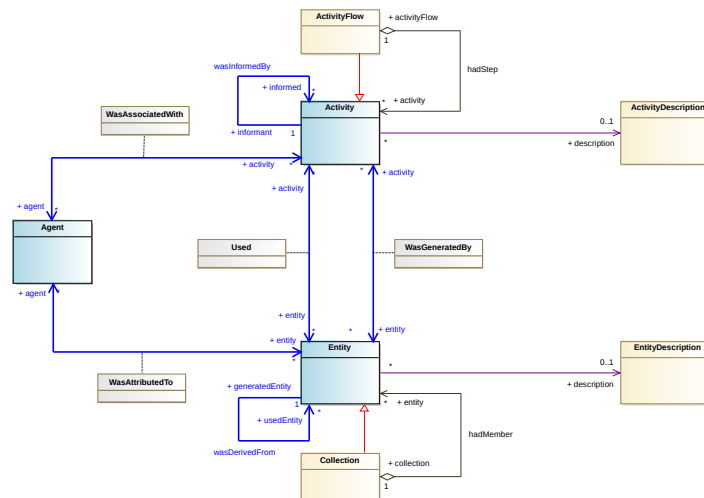 ActivityFlow
+ activityFlow
1
hadStep
wasInformedBy
+ informed
*
* + activity
Activity
ActivityDescription
WasAssociatedWith
0..1
+ informant 1
*
+ description
+ activity *
* + activity
+ activity
*
+ agent *
Agent
Used
WasGeneratedBy
+ agent *
+ entity
*
* + entity
+ entity
*
Entity
EntityDescription
0..1
*
WasAttributedTo
+ generatedEntity
1
+ description
* + entity
*
+ usedEntity
hadMember
wasDerivedFrom
Collection
+ collection
1